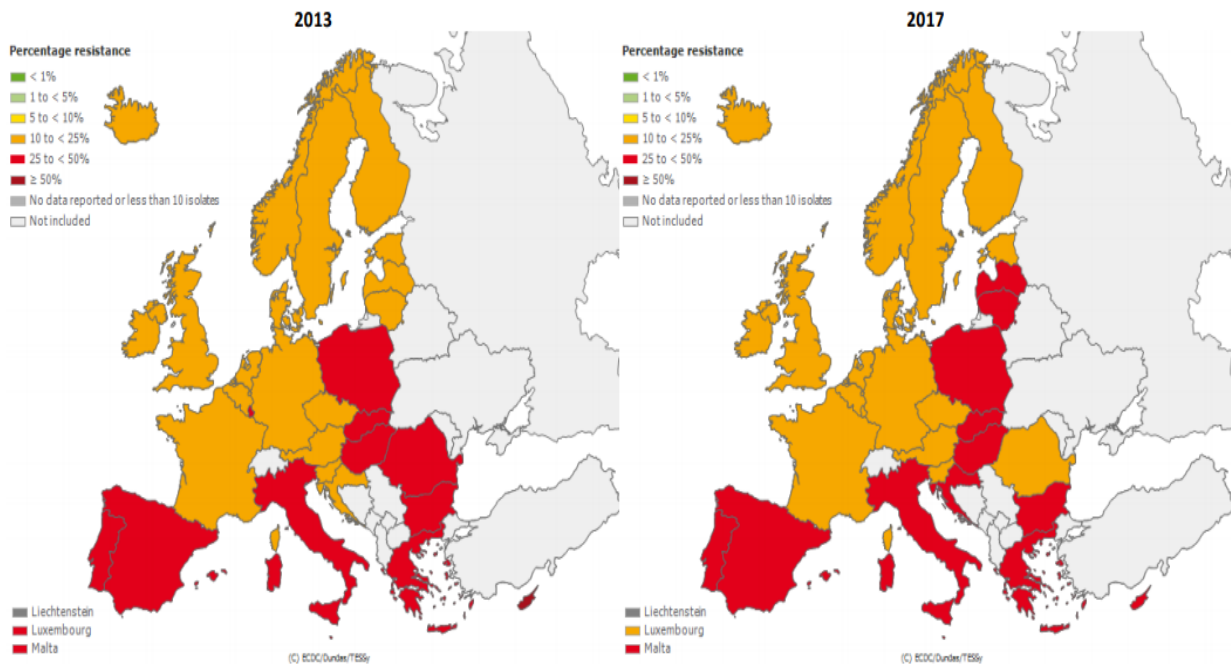 2013
Percentage resistance
< 1%
1 to < 5%
5 to < 10%
10 to < 25%
25 to < 50%
≥ 50%
No data reported or less than 10 isolates
Not included
Liechtenstein
Luxembourg
Malta
(C) ECDC/Dundas/TESSy
2017
Percentage resistance
< 1%
1 to < 5%
5 to < 10%
10 to < 25%
25 to < 50%
≥ 50%
No data reported or less than 10 isolates
Not included
Liechtenstein
Luxembourg
Malta
(C) ECDC/Dundas/TESSy